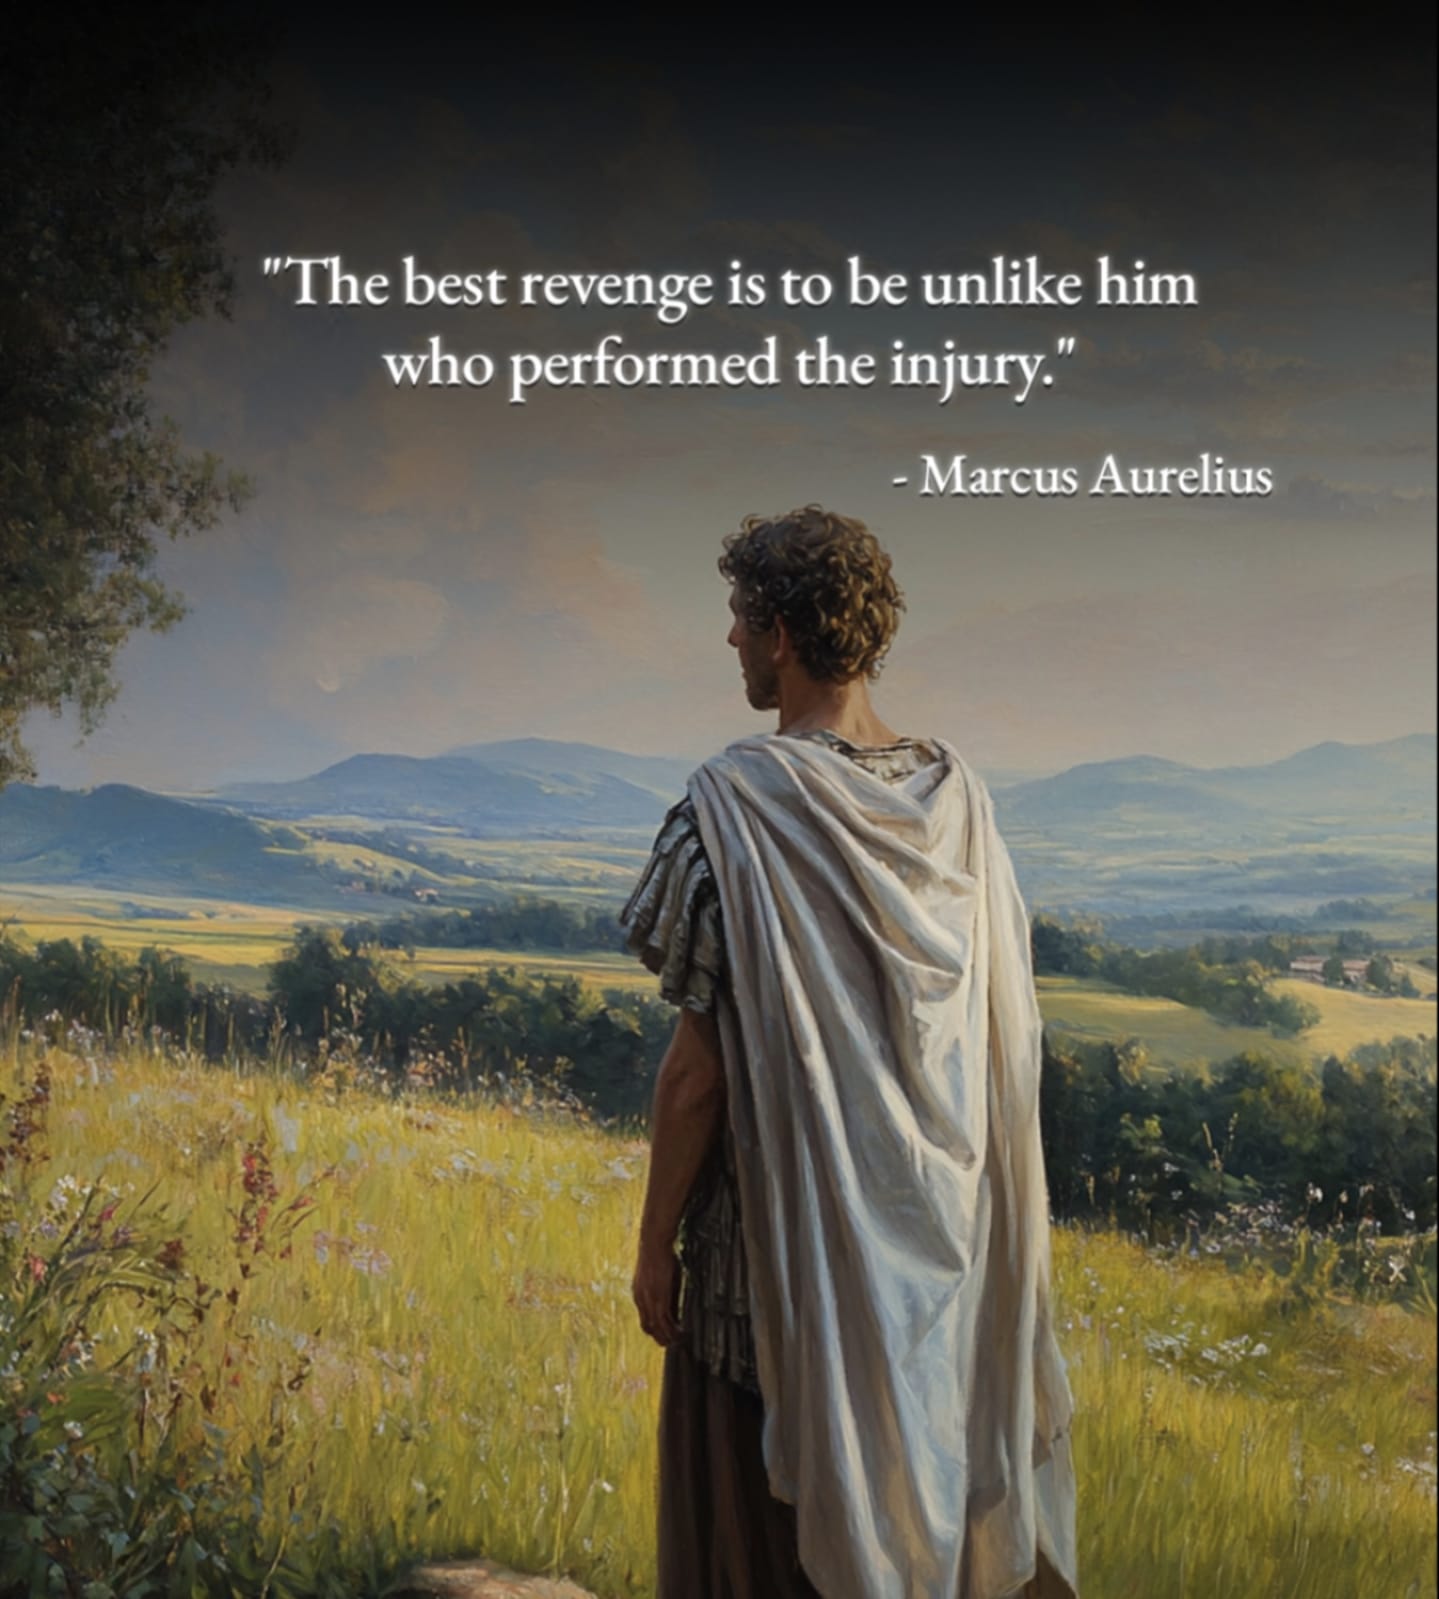 "The best revenge is to be unlike him
who performed the injury."
- Marcus Aurelius